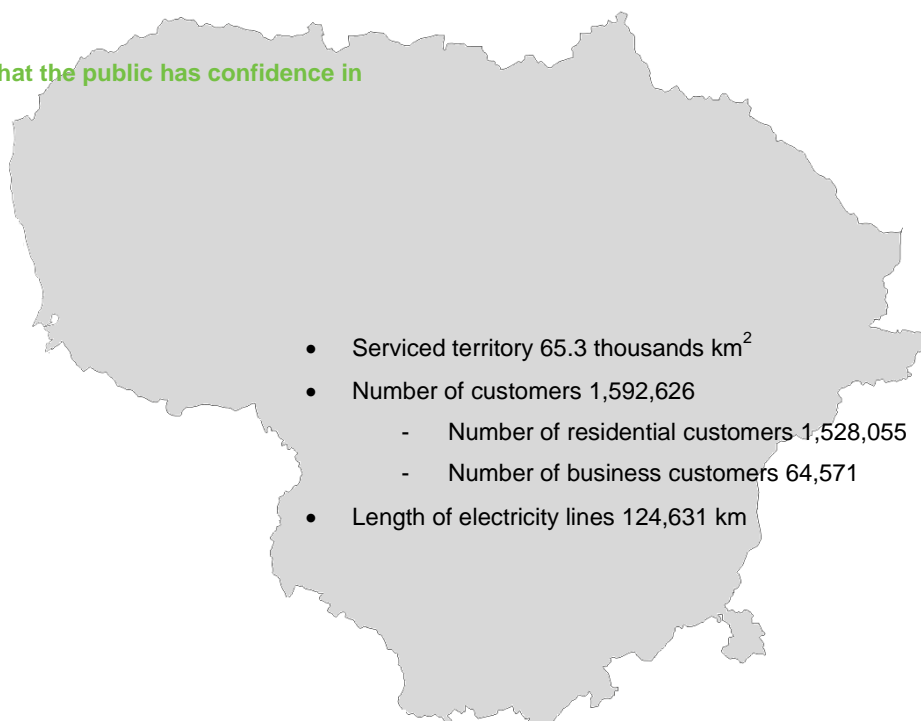 hat the public has confidence in
• Serviced territory 65.3 thousands km²
• Number of customers 1,592,626
- Number of residential customers 1,528,055
- Number of business customers 64,571
• Length of electricity lines 124,631 km